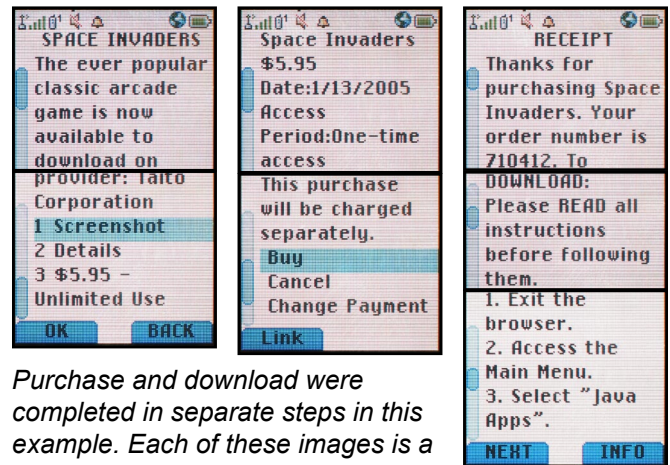 SPACE INVADERS
The ever popular
classic arcade
game is now
available to
download on
provider: Taito
Corporation
1 Screenshot
2 Details
3 $5.95 -
Unlimited Use
OK BACK
Space Invaders
$5.95
Date:1/13/2005
Access
Period:One-time
access
This purchase
will be charged
separately.
Buy
Cancel
Change Payment
Link
RECEIPT
Thanks for
purchasing Space
Invaders. Your
order number is
710412. To
DOWNLOAD:
Please READ all
instructions
before following
them.
1. Exit the
browser.
2. Access the
Main Menu.
3. Select "Java
Apps".
NEXT INFO
Purchase and download were
completed in separate steps in this
example. Each of these images is a